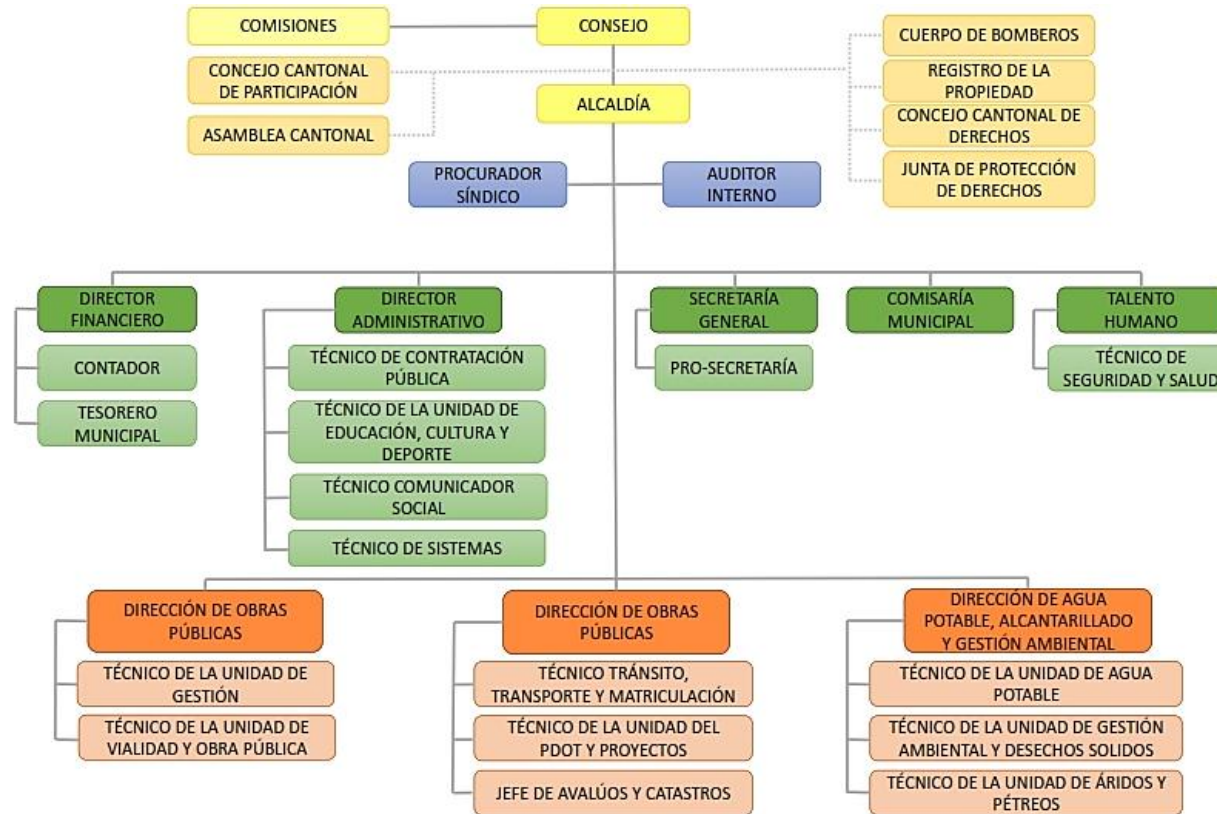 COMISIONES
CONSEJO
CUERPO DE BOMBEROS
CONCEJO CANTONAL
DE PARTICIPACIÓN
REGISTRO DE LA
PROPIEDAD
ALCALDÍA
ASAMBLEA CANTONAL
CONCEJO CANTONAL DE
DERECHOS
PROCURADOR
SÍNDICO
AUDITOR
INTERNO
JUNTA DE PROTECCIÓN
DE DERECHOS
DIRECTOR
FINANCIERO
DIRECTOR
ADMINISTRATIVO
SECRETARÍA
GENERAL
COMISARÍA
MUNICIPAL
TALENTO
HUMANO
CONTADOR
TÉCNICO DE CONTRATACIÓN
PÚBLICA
PRO-SECRETARÍA
TÉCNICO DE
SEGURIDAD Y SALUD
TESORERO
MUNICIPAL
TÉCNICO DE LA UNIDAD DE
EDUCACIÓN, CULTURA Y
DEPORTE
TÉCNICO COMUNICADOR
SOCIAL
TÉCNICO DE SISTEMAS
DIRECCIÓN DE OBRAS
PÚBLICAS
DIRECCIÓN DE OBRAS
PÚBLICAS
DIRECCIÓN DE AGUA
POTABLE, ALCANTARILLADO
Y GESTIÓN AMBIENTAL
TÉCNICO DE LA UNIDAD DE
GESTIÓN
TÉCNICO TRÁNSITO,
TRANSPORTE Y MATRICULACIÓN
TÉCNICO DE LA UNIDAD DE AGUA
POTABLE
TÉCNICO DE LA UNIDAD DE
VIALIDAD Y OBRA PÚBLICA
TÉCNICO DE LA UNIDAD DEL
PDOT Y PROYECTOS
TÉCNICO DE LA UNIDAD DE GESTIÓN
AMBIENTAL Y DESECHOS SOLIDOS
JEFE DE AVALÚOS Y CATASTROS
TÉCNICO DE LA UNIDAD DE ÁRIDOS Y
PÉTREOS